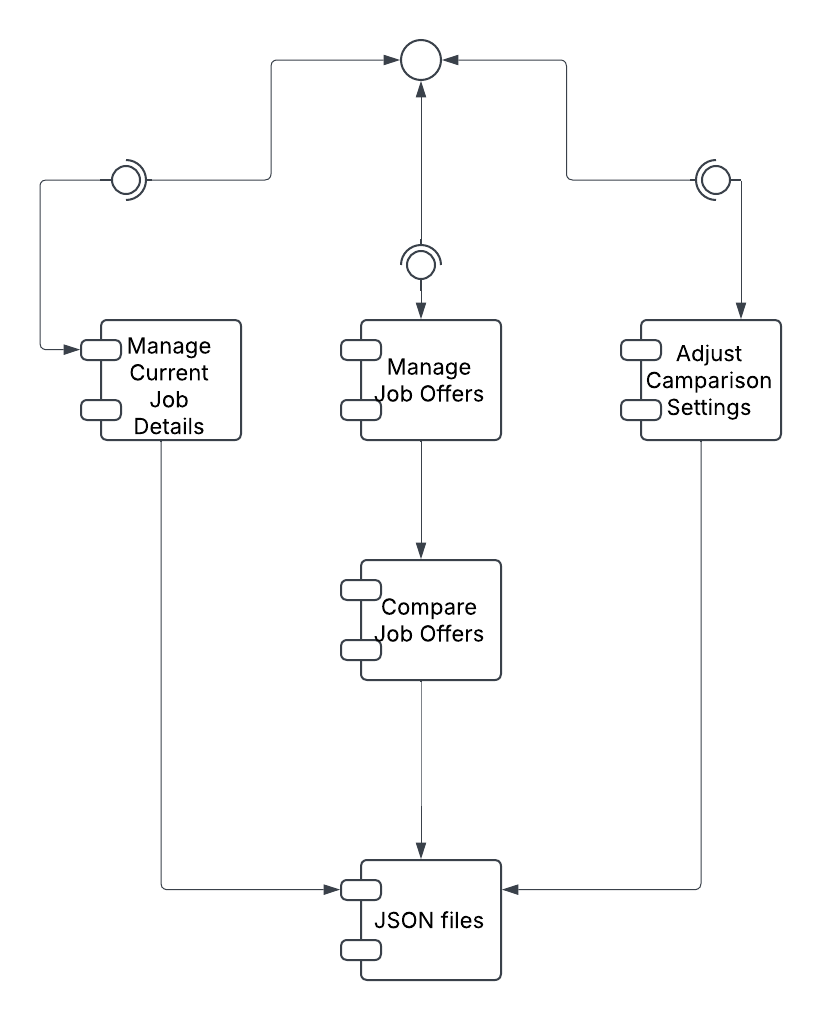 Manage
Current
Job
Details
Manage
Job Offers
Adjust
Camparison
Settings
Compare
Job Offers
JSON files